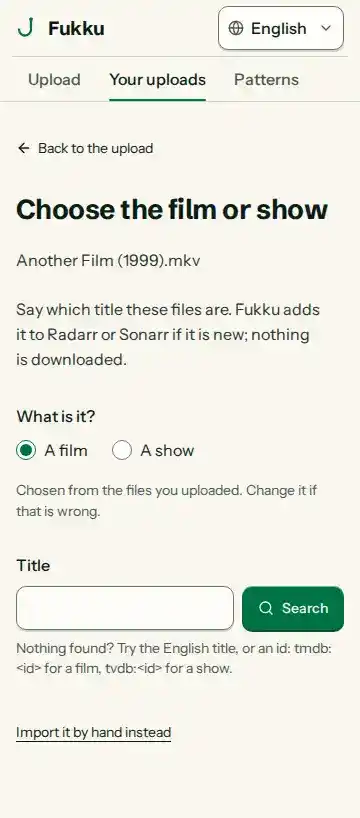 Fukku
English
Upload
Your uploads
Patterns
Back to the upload
Choose the film or show
Another Film (1999).mkv
Say which title these files are. Fukku adds
it to Radarr or Sonarr if it is new; nothing
is downloaded.
What is it?
A film
A show
Chosen from the files you uploaded. Change it if
that is wrong.
Title
Search
Nothing found? Try the English title, or an id: tmdb:
<id> for a film, tvdb:<id> for a show.
Import it by hand instead